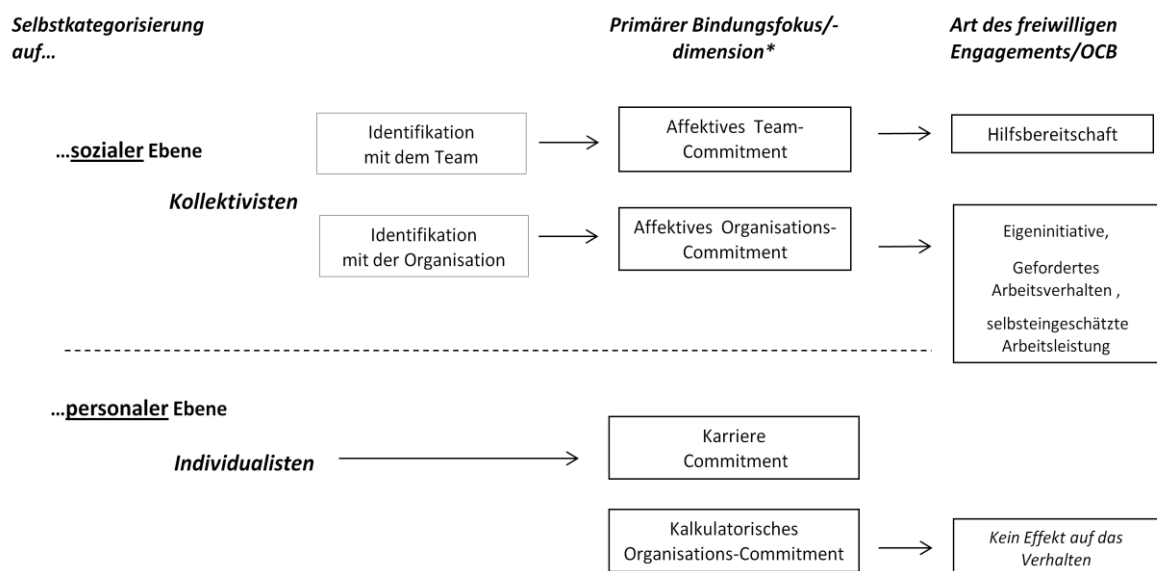 Selbstkategorisierung
auf...
Primärer Bindungsfokus/-
dimension*
Art des freiwilligen
Engagements/OCB
...sozialer Ebene
Kollektivisten
Identifikation
mit dem Team
Affektives Team-
Commitment
Hilfsbereitschaft
Identifikation
mit der Organisation
Affektives Organisations-
Commitment
Eigeninitiative,
Gefordertes
Arbeitsverhalten ,
selbsteingeschätzte
Arbeitsleistung
...personaler Ebene
Individualisten
Karriere
Commitment
Kalkulatorisches
Organisations-Commitment
Kein Effekt auf das
Verhalten